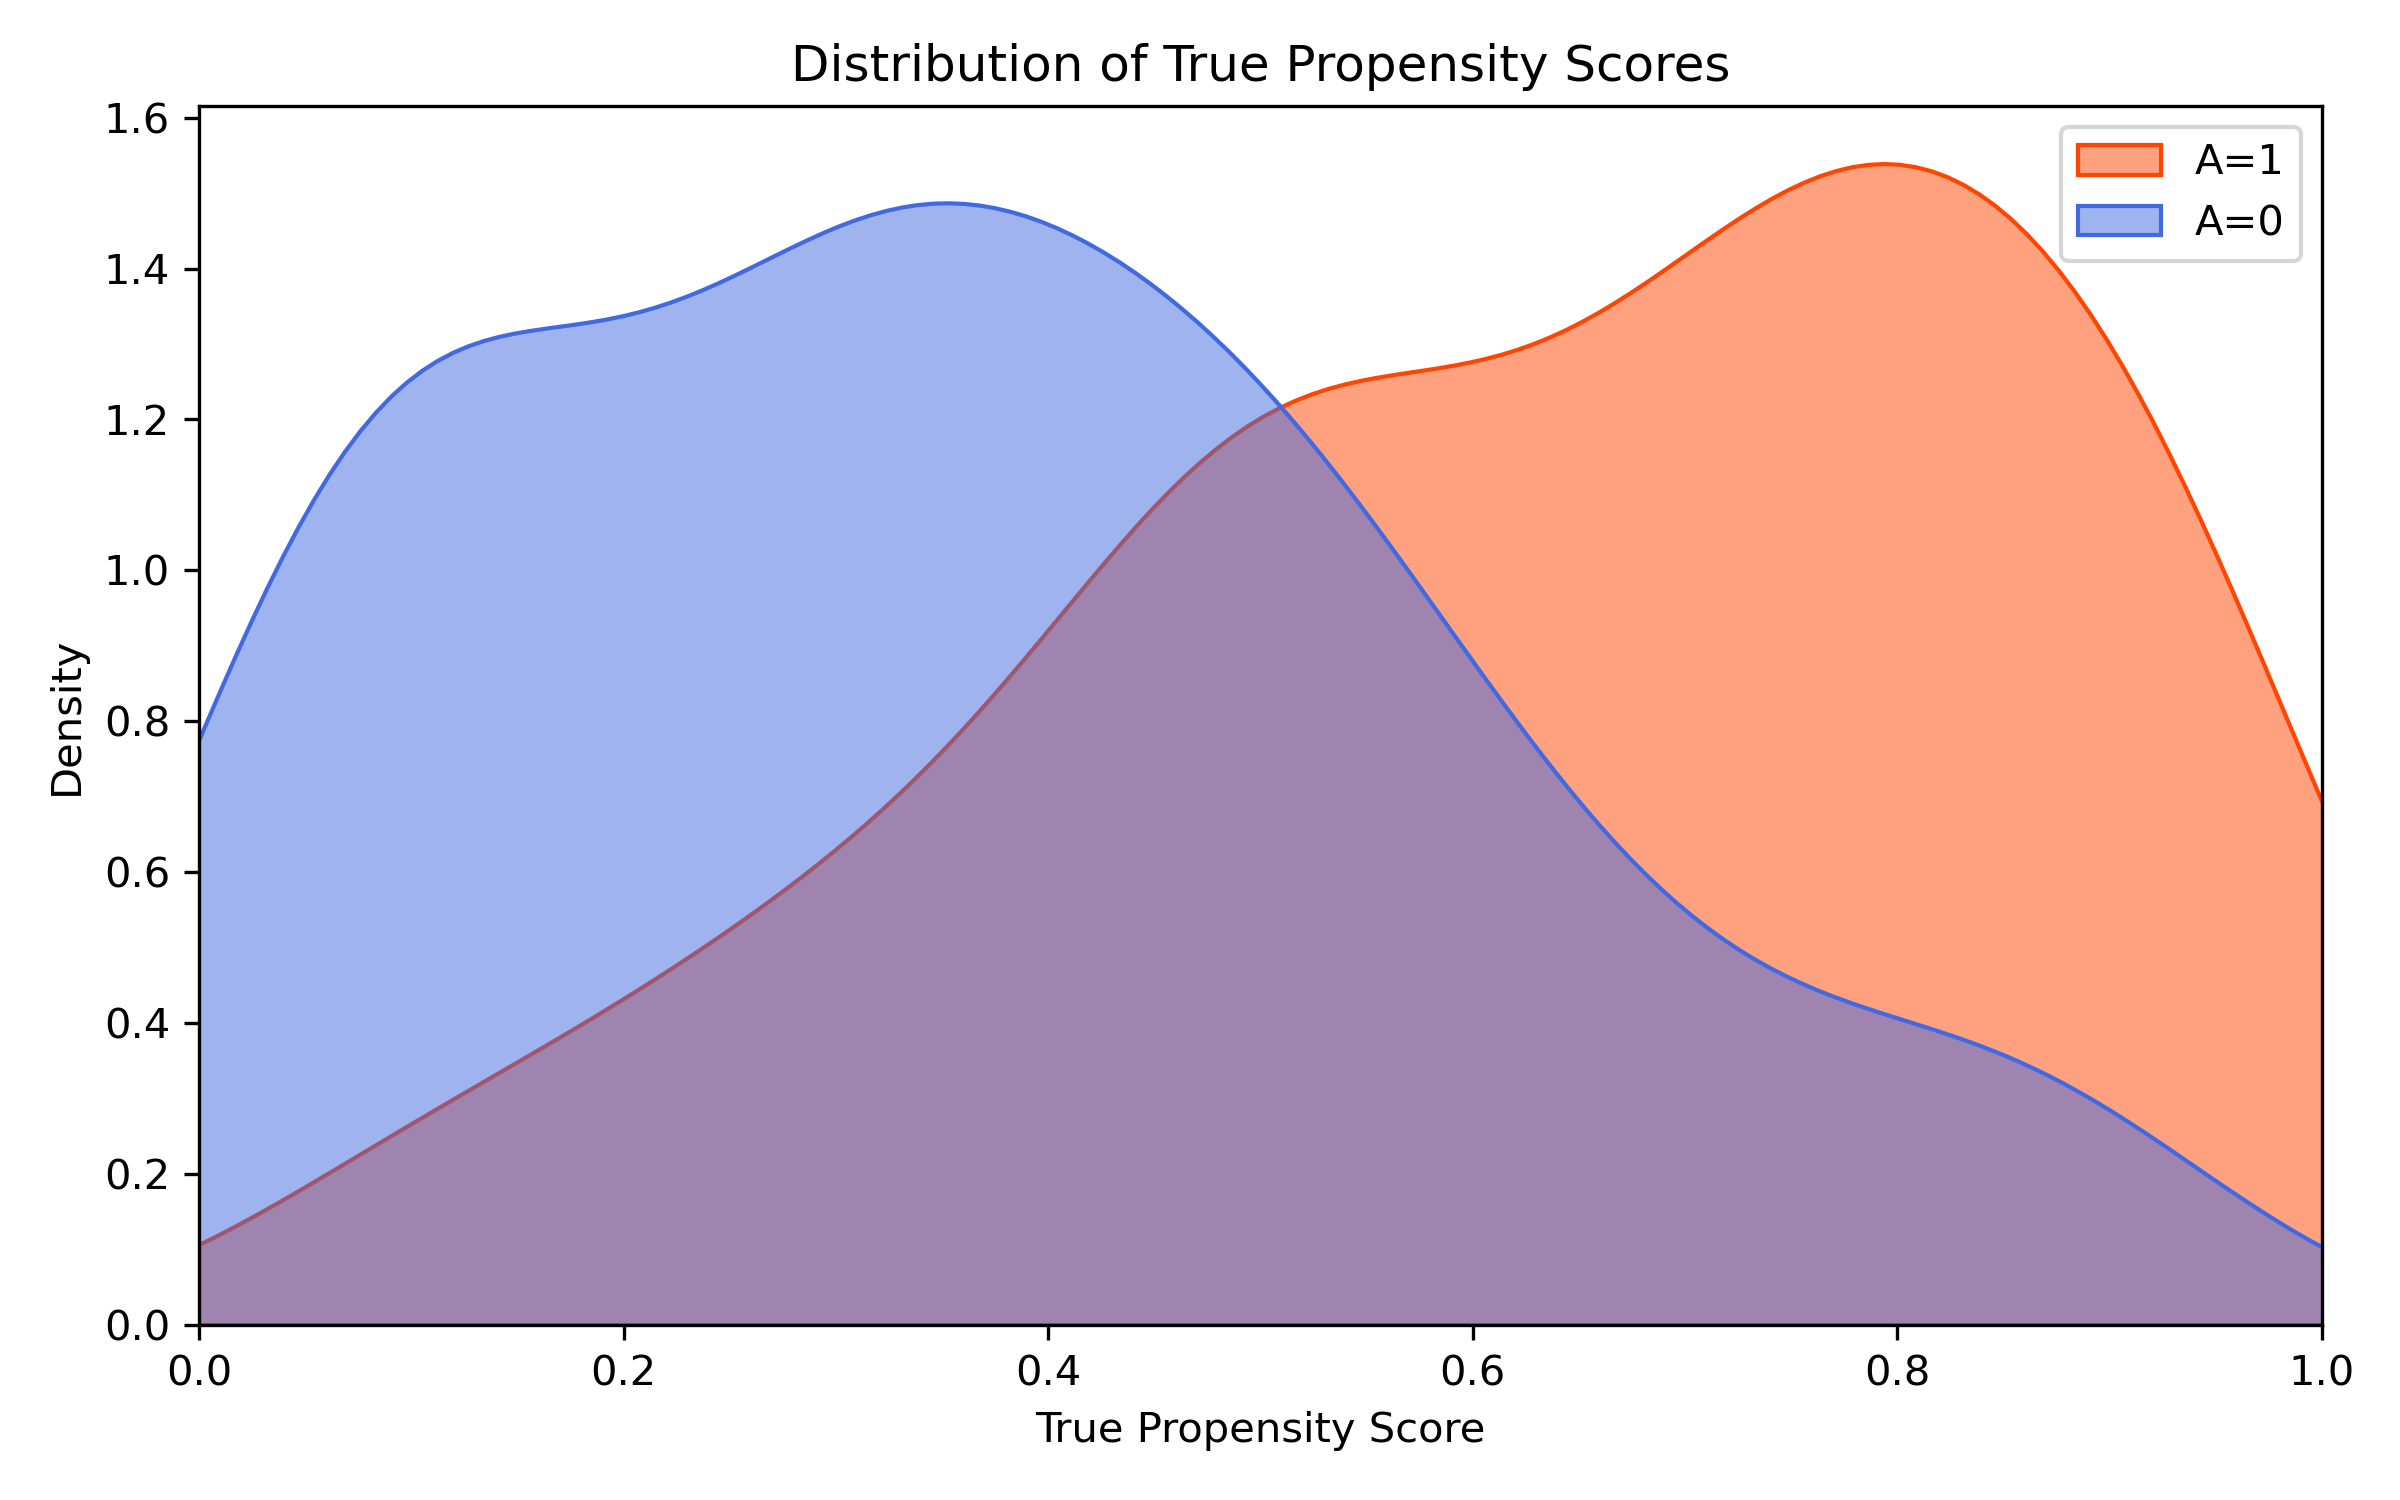 Distribution of True Propensity Scores
A=1
A=0
Density
1.6
1.4
1.2
1.0
0.8
0.6
0.4
0.2
0.0
0.0 0.2 0.4 0.6 0.8 1.0
True Propensity Score